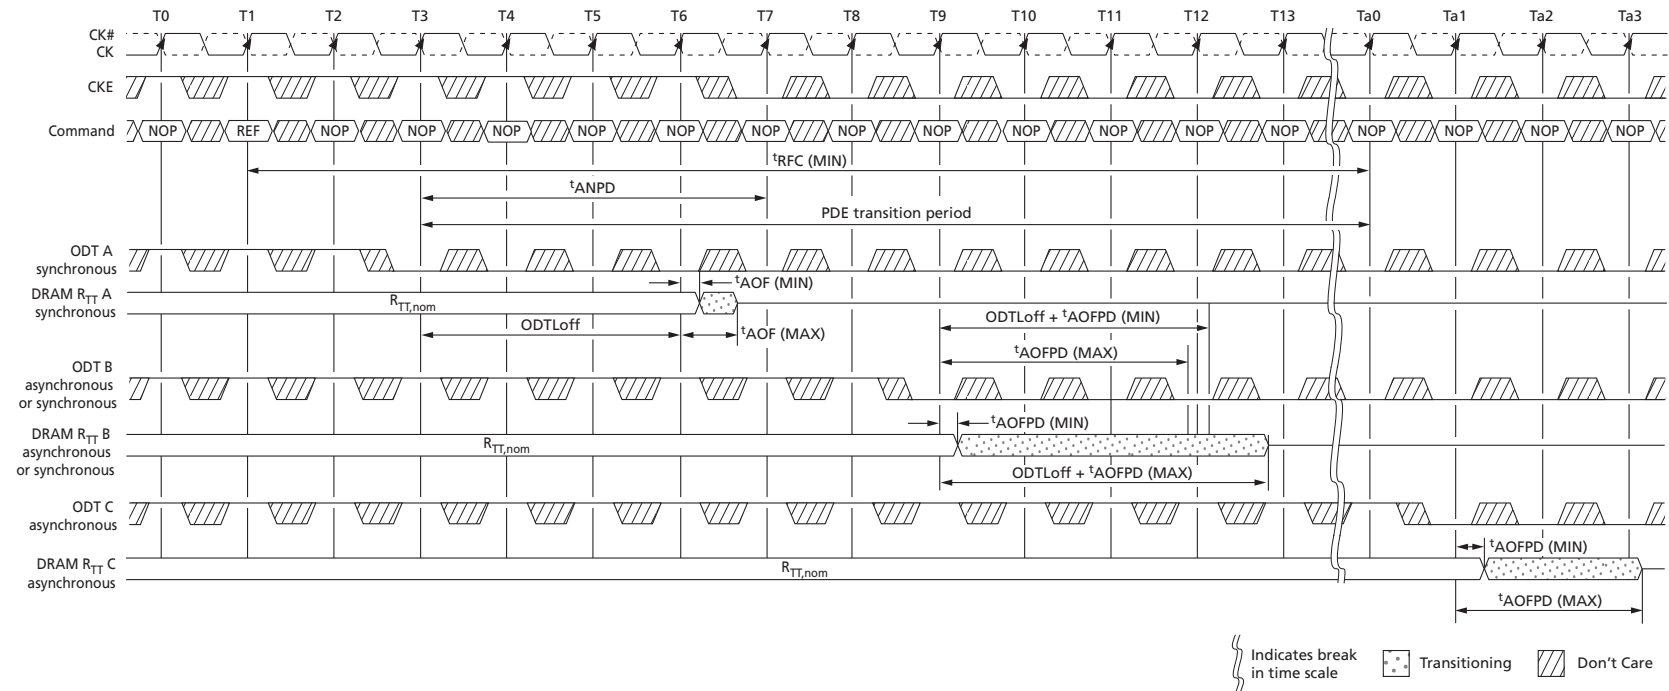 T0 T1 T2 T3 T4 T5 T6 T7 T8 T9 T10 T11 T12 T13 Ta0 Ta1 Ta2 Ta3
CK#
CK
CKE
Command NOP REF NOP NOP NOP NOP NOP NOP NOP NOP NOP NOP NOP NOP NOP NOP NOP NOP
tRFC (MIN)
tANPD
PDE transition period
ODT A
synchronous
tAOF (MIN)
DRAM RTT A
synchronous
RTT,nom
ODTLoff
tAOF (MAX)
ODTLoff + tAOFPD (MIN)
tAOFPD (MAX)
ODT B
asynchronous
or synchronous
tAOFPD (MIN)
DRAM RTT B
asynchronous
or synchronous
RTT,nom
ODTLoff + tAOFPD (MAX)
ODT C
asynchronous
tAOFPD (MIN)
DRAM RTT C
asynchronous
RTT,nom
tAOFPD (MAX)
Indicates break
in time scale
Transitioning
Don't Care